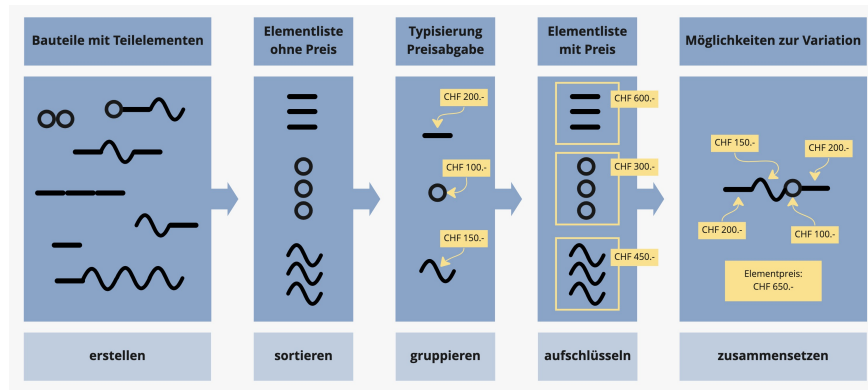 Bauteile mit Teilelementen
Elementliste
ohne Preis
Typisierung
Preisabgabe
Elementliste
mit Preis
Möglichkeiten zur Variation
CHF 200.-
CHF 100.-
CHF 150.-
CHF 600.-
CHF 300.-
CHF 450.-
CHF 150.-
CHF 200.-
CHF 200.-
CHF 100.-
Elementpreis:
CHF 650.-
erstellen
sortieren
gruppieren
aufschlüsseln
zusammensetzen